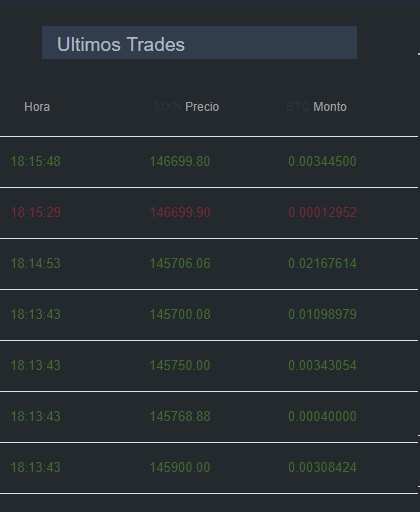 Ultimos Trades
Hora MXN Precio BTC Monto
18:15:48 146699.80 0.00344500
18:15:29 146699.90 0.00012952
18:14:53 145706.06 0.02167614
18:13:43 145700.08 0.01098979
18:13:43 145750.00 0.00343054
18:13:43 145768.88 0.00040000
18:13:43 145900.00 0.00308424